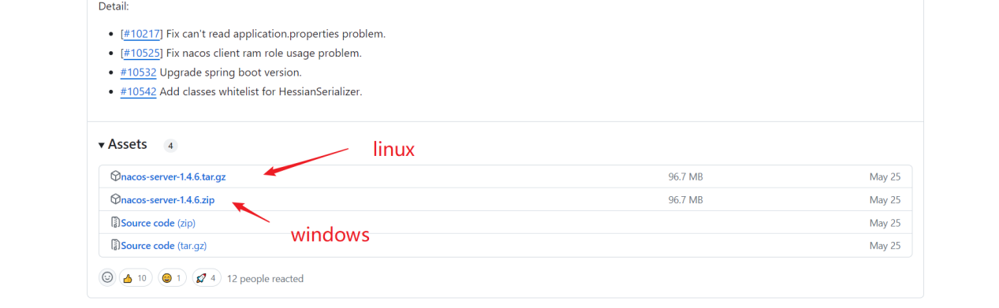 Detail:
[#10217] Fix can't read application.properties problem.
[#10525] Fix nacos client ram role usage problem.
#10532 Upgrade spring boot version.
#10542 Add classes whitelist for HessianSerializer.
Assets 4
linux
nacos-server-1.4.6.tar.gz 96.7 MB May 25
nacos-server-1.4.6.zip 96.7 MB May 25
Source code (zip) May 25
windows
Source code (tar.gz) May 25
10 1 4 12 people reacted